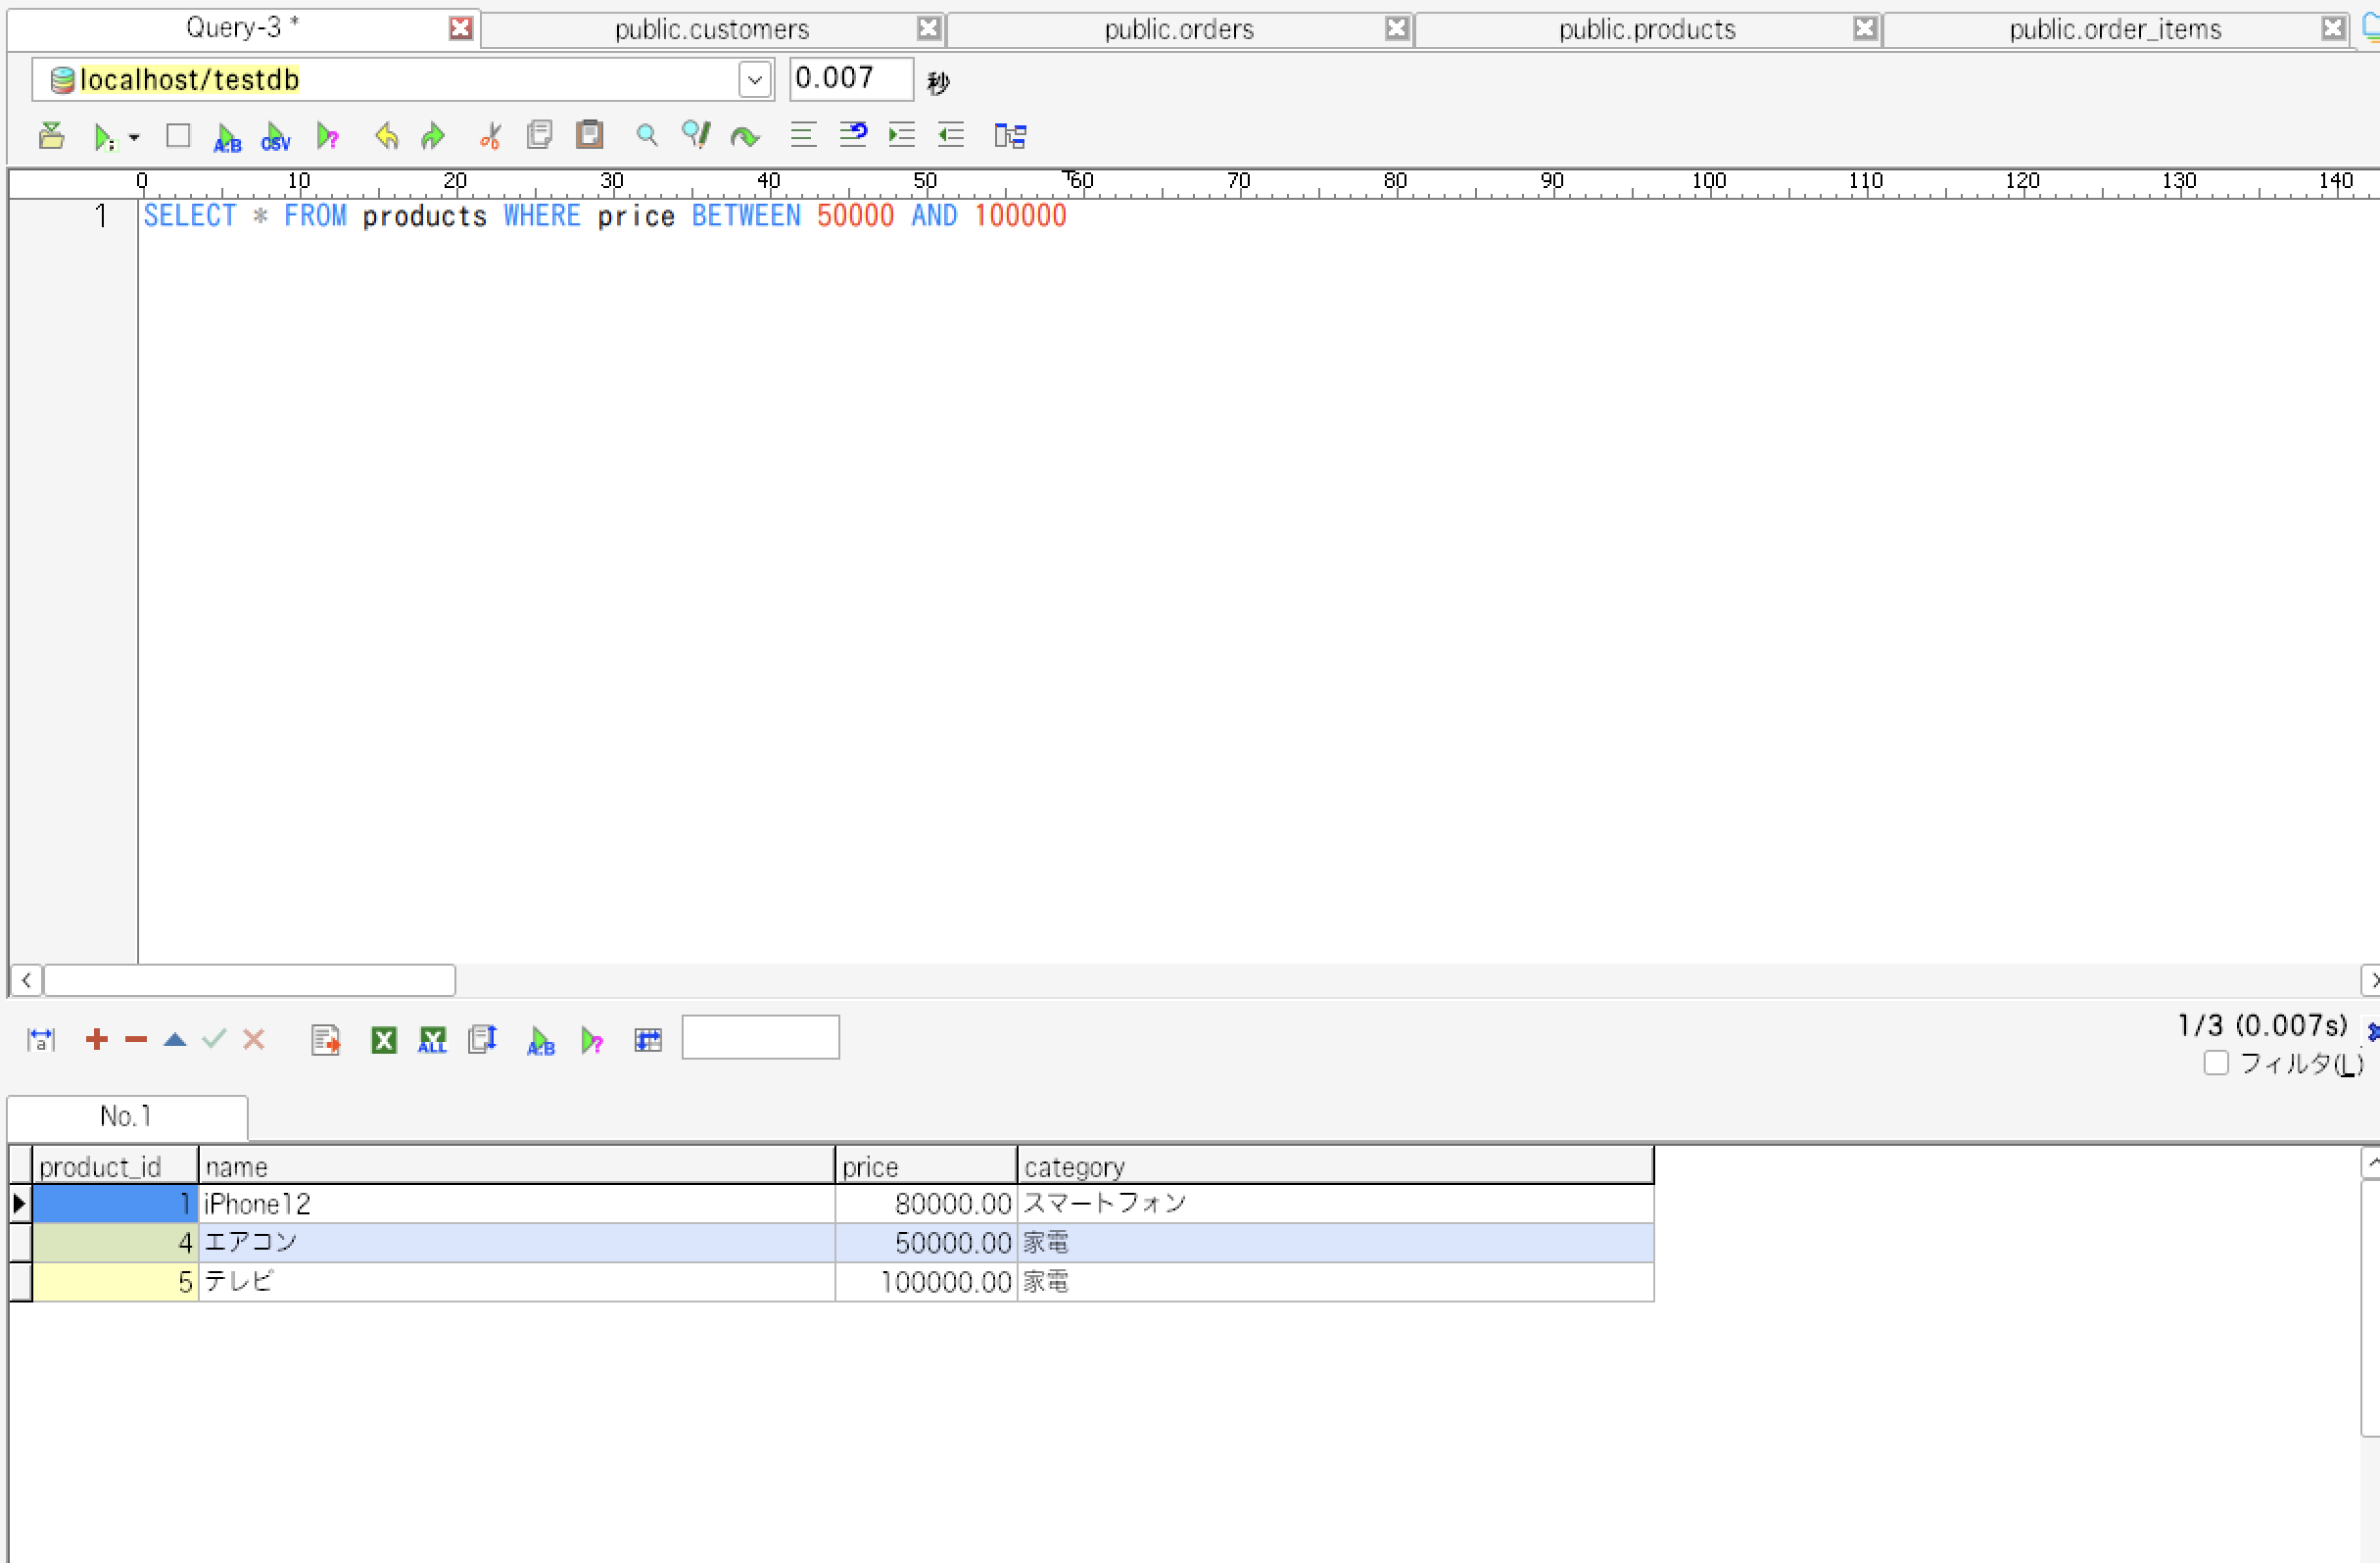 Query-3 * public.customers public.orders public.products public.order_items
localhost/testdb 0.007 秒
A:B CSV
0 10 20 30 40 50 60 70 80 90 100 110 120 130 140
1 SELECT * FROM products WHERE price BETWEEN 50000 AND 100000
a ALL A:B 1/3 (0.007s)
フィルタ(L)
No.1
product_id name price category
1 iPhone12 80000.00 スマートフォン
4 エアコン 50000.00 家電
5 テレビ 100000.00 家電